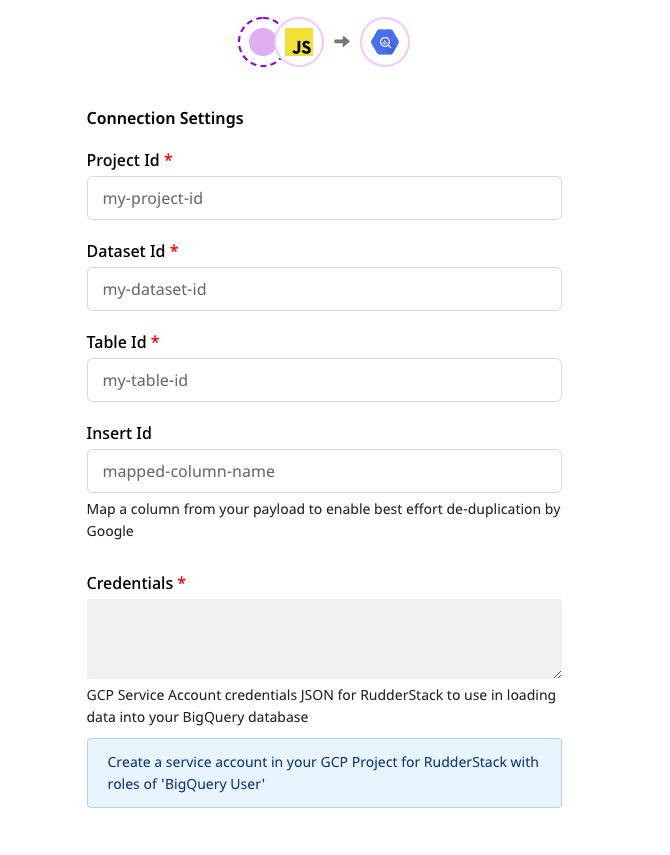 JS
Connection Settings
Project Id *
my-project-id
Dataset Id *
my-dataset-id
Table Id *
my-table-id
Insert Id
mapped-column-name
Map a column from your payload to enable best effort de-duplication by
Google
Credentials *
GCP Service Account credentials JSON for RudderStack to use in loading
data into your BigQuery database
Create a service account in your GCP Project for RudderStack with
roles of 'BigQuery User'